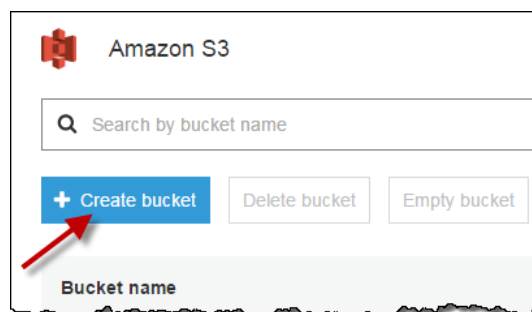 Amazon S3
Search by bucket name
+ Create bucket Delete bucket Empty bucket
Bucket name